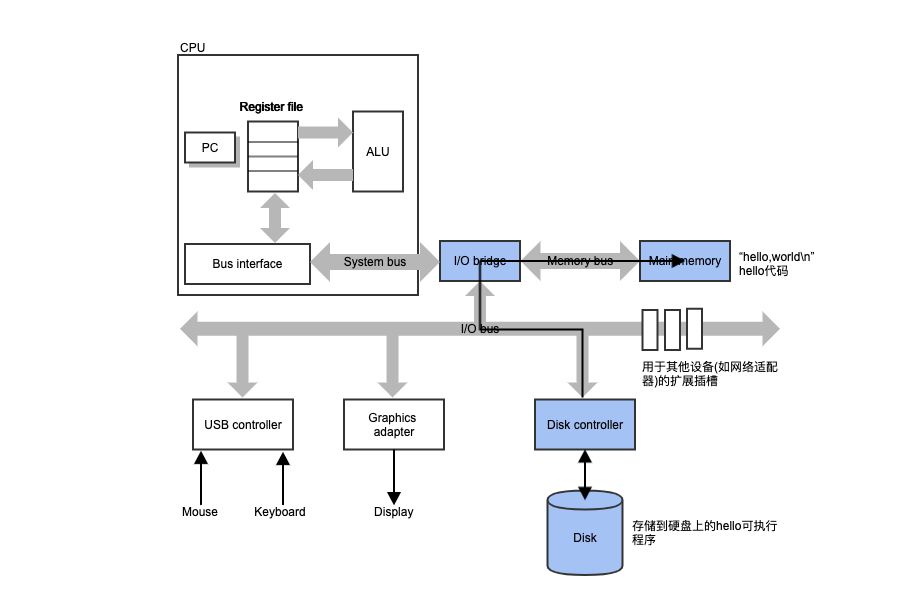 CPU
Register file
PC
ALU
Bus interface
System bus
I/O bridge
Memory bus
Main memory
“hello,world\n”
hello代码
I/O bus
用于其他设备(如网络适配
器)的扩展插槽
USB controller
Graphics
adapter
Disk controller
Mouse
Keyboard
Display
Disk
存储到硬盘上的hello可执行
程序